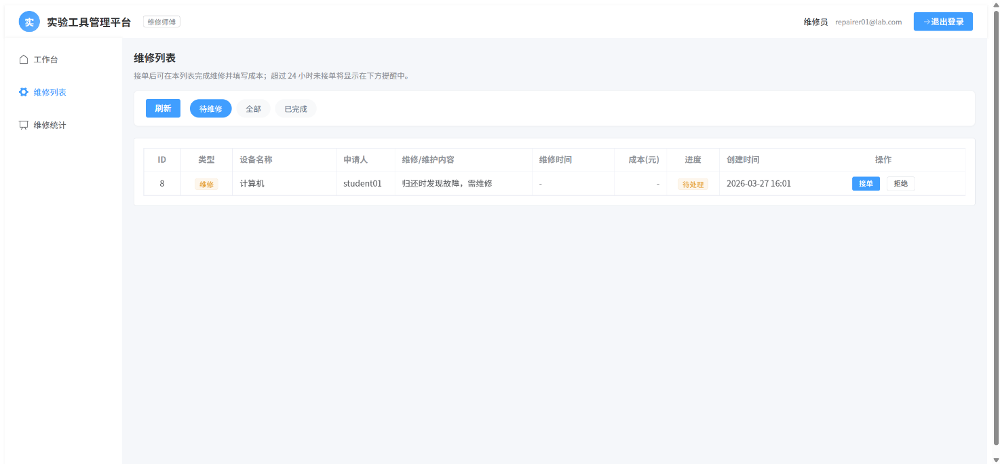 实 实验工具管理平台 维修师傅 维修员 repairer01@lab.com →退出登录
工作台
维修列表
维修统计
维修列表
接单后可在本列表完成维修并填写成本；超过 24 小时未接单将显示在下方提醒中。
刷新 待维修 全部 已完成
ID 类型 设备名称 申请人 维修/维护内容 维修时间 成本(元) 进度 创建时间 操作
8 维修 计算机 student01 归还时发现故障，需维修 - - 待处理 2026-03-27 16:01 接单 拒绝